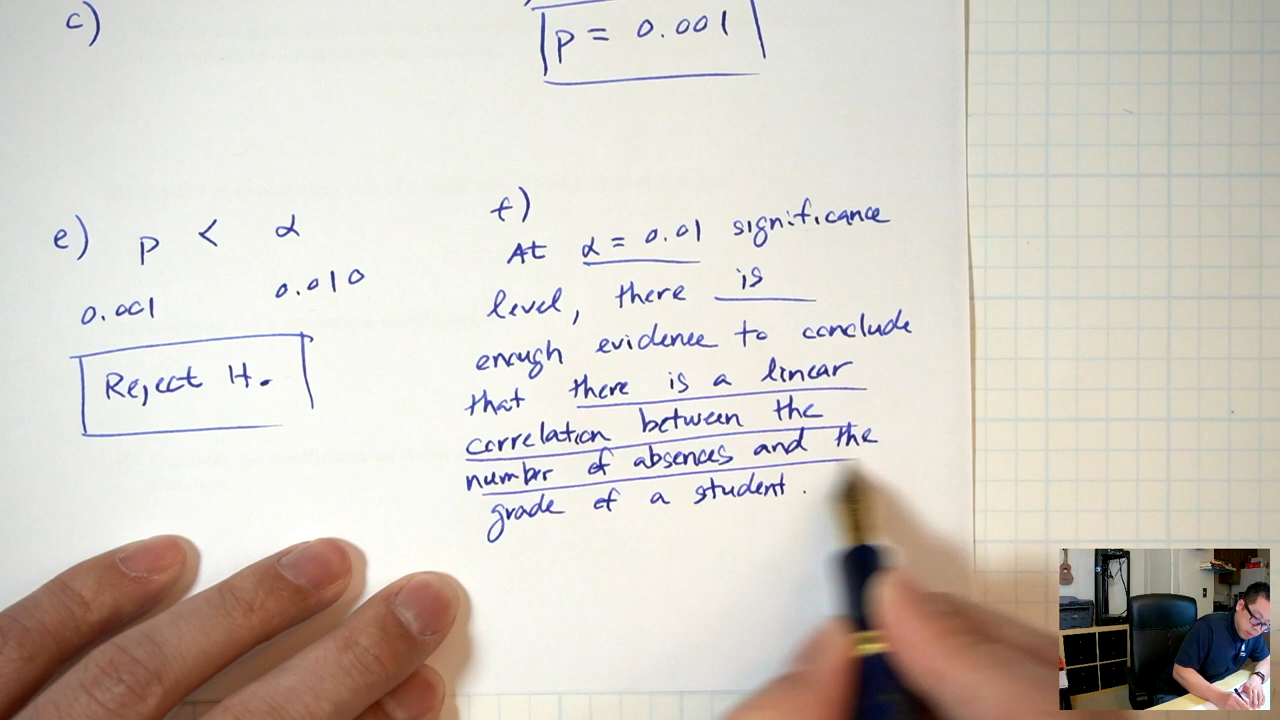 c)
p = 0.001
e) p < α
0.001 0.010
Reject H.
f)
At α = 0.01 significance
level, there is
enough evidence to conclude
that there is a linear
correlation between the
number of absences and the
grade of a student.